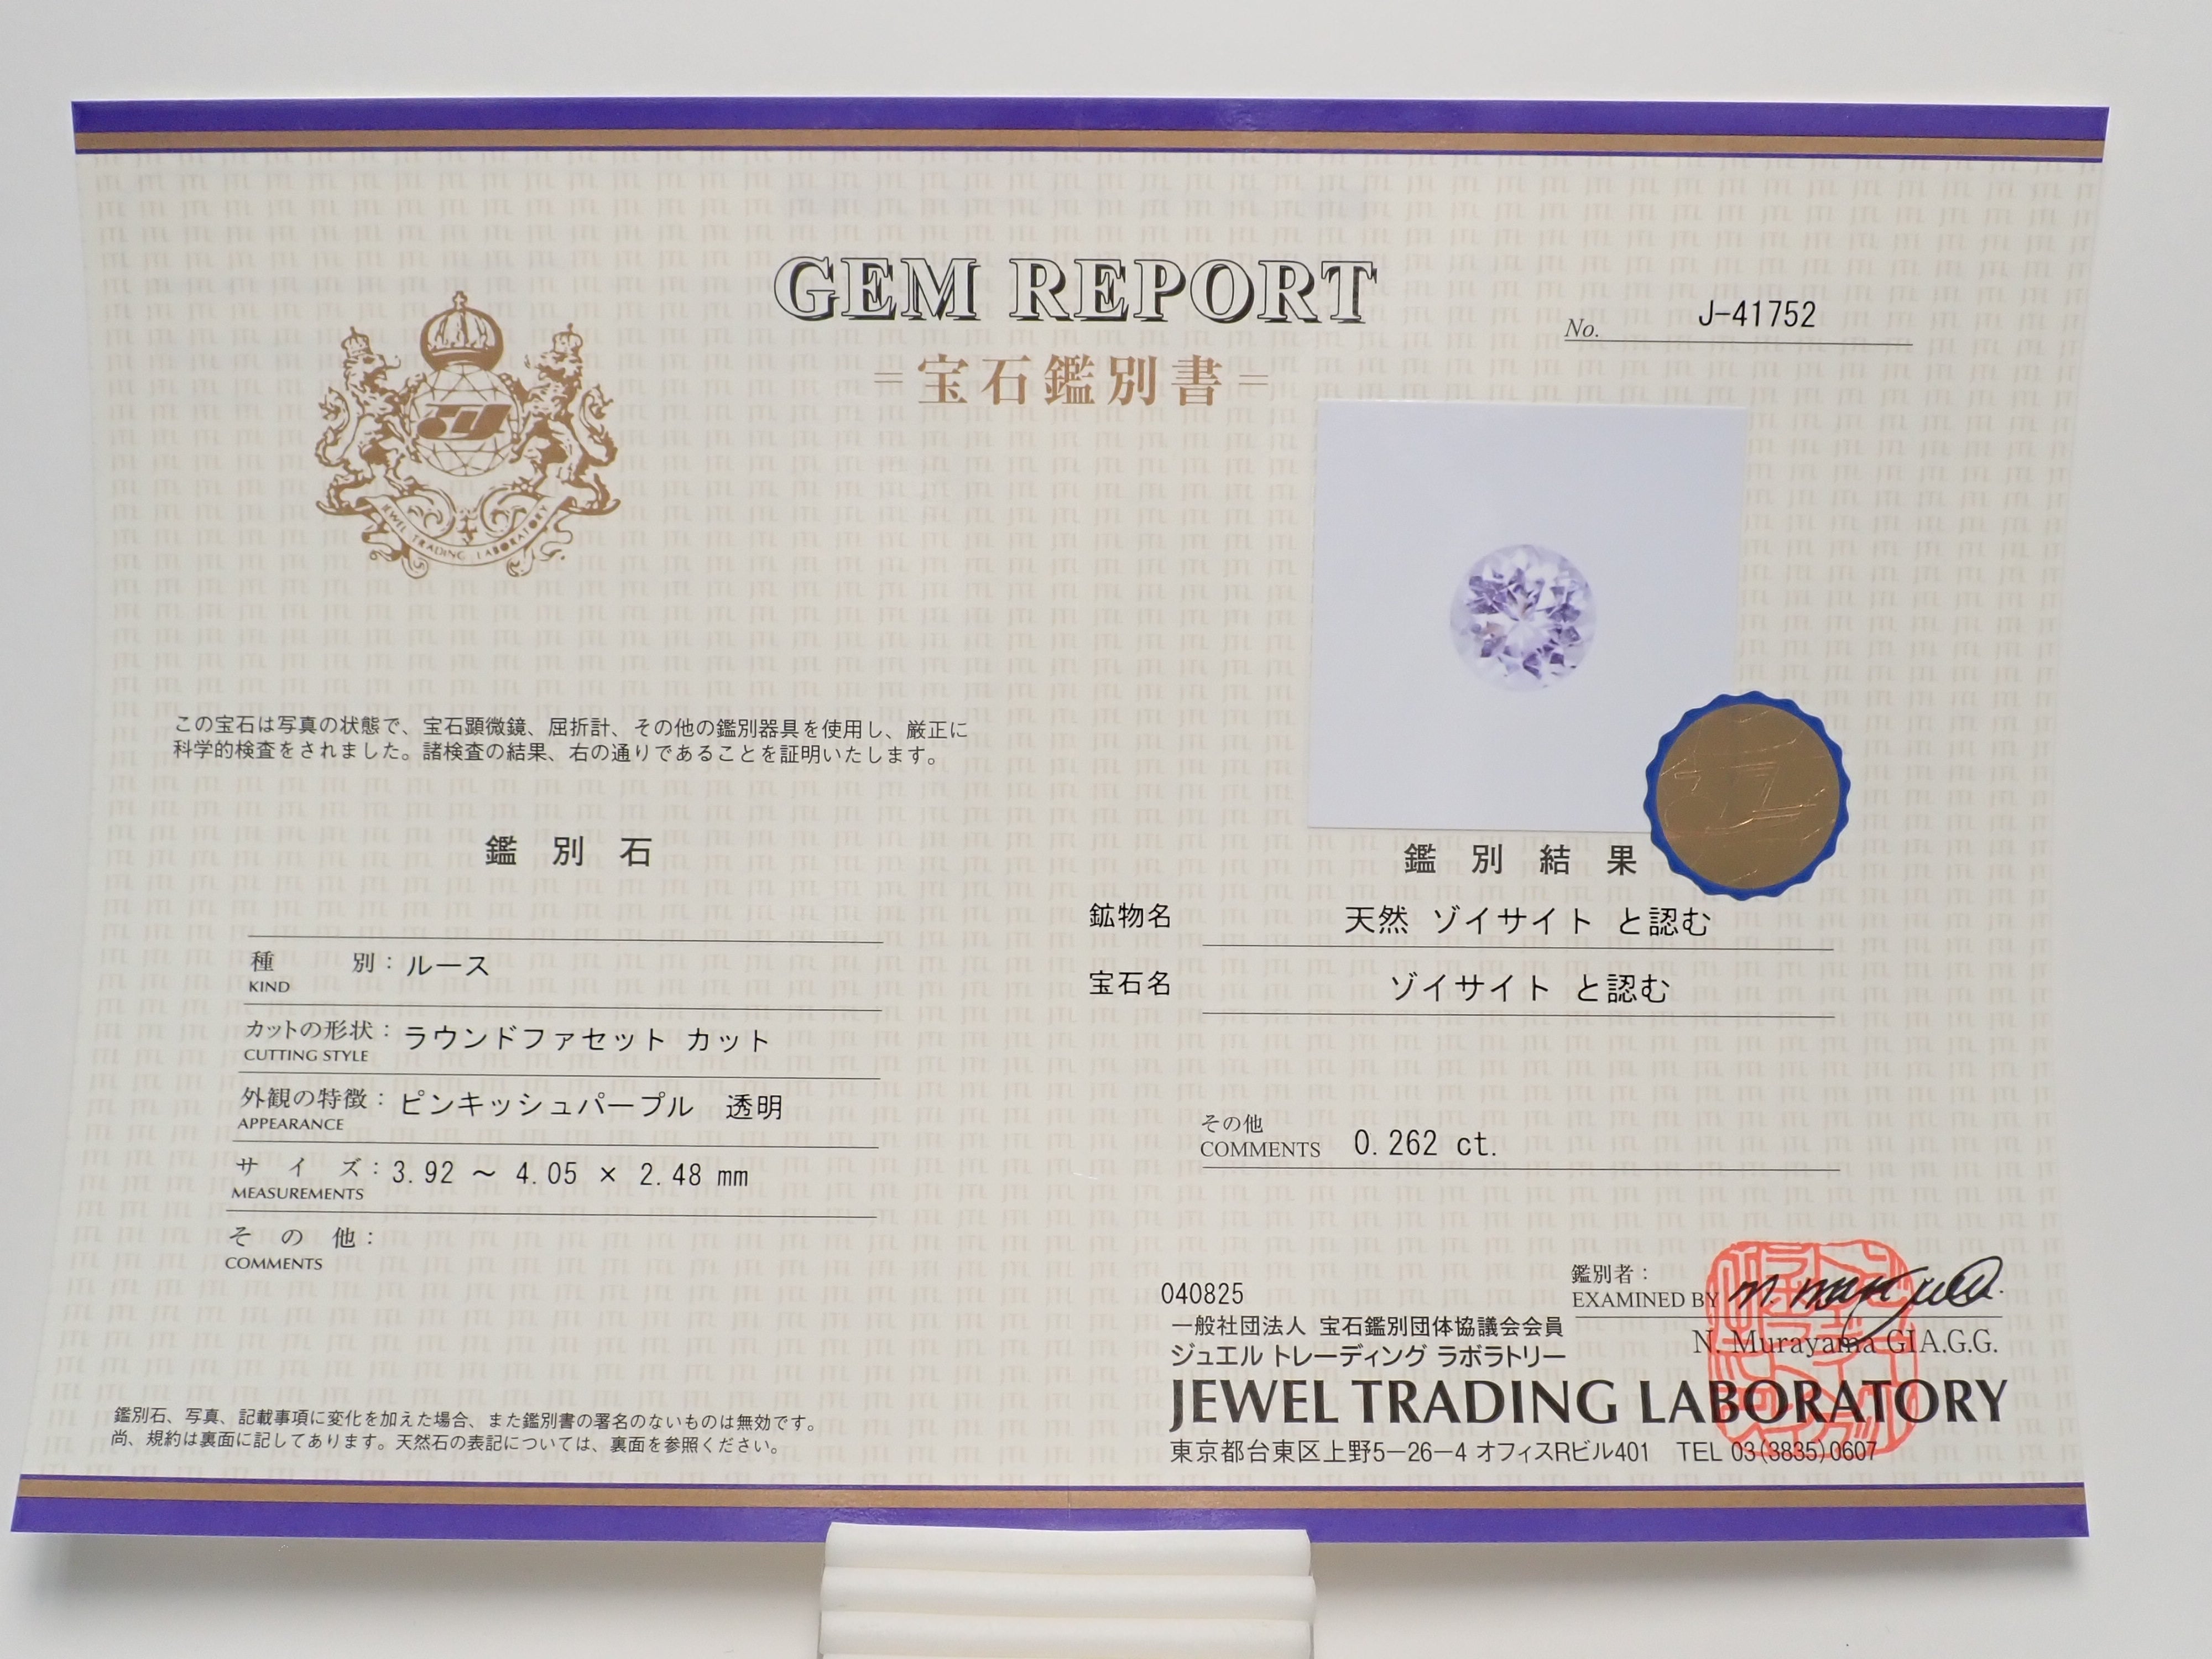 GEM REPORT
No. J-41752
=宝石鑑別書=
JEWEL TRADING LABORATORY
この宝石は写真の状態で、宝石顕微鏡、屈折計、その他の鑑別器具を使用し、厳正に
科学的検査をされました。諸検査の結果、右の通りであることを証明いたします。
鑑別石
種別:ルース
KIND
カットの形状:ラウンドファセット カット
CUTTING STYLE
外観の特徴:ピンキッシュパープル 透明
APPEARANCE
サイズ:3.92 ～ 4.05 × 2.48 mm
MEASUREMENTS
その他:
COMMENTS
鑑別石、写真、記載事項に変化を加えた場合、また鑑別書の署名のないものは無効です。
尚、規約は裏面に記してあります。天然石の表記については、裏面を参照ください。
鑑別結果
鉱物名 天然 ゾイサイト と認む
宝石名 ゾイサイト と認む
その他
COMMENTS 0.262 ct.
鑑別者:
EXAMINED BY
N. Murayama GIA.G.G.
040825
一般社団法人 宝石鑑別団体協議会会員
ジュエル トレーディング ラボラトリー
JEWEL TRADING LABORATORY
東京都台東区上野5－26－4 オフィスRビル401 TEL 03(3835)0607